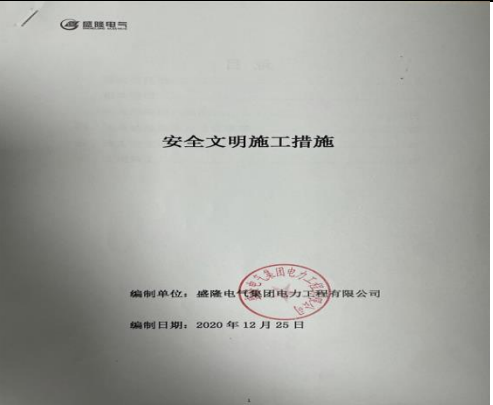 盛隆电气
安全文明施工措施
编制单位：盛隆电气集团电力工程有限公司
编制日期：2020 年 12 月 25 日